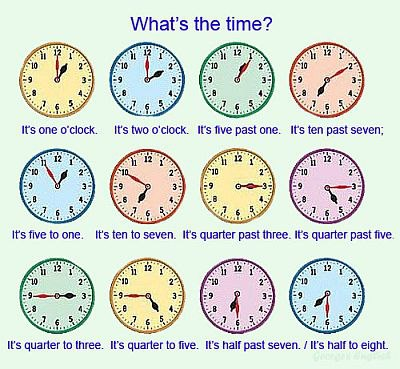 What's the time?
It's one o'clock. It's two o'clock. It's five past one. It's ten past seven;
It's five to one. It's ten to seven. It's quarter past three. It's quarter past five.
It's quarter to three. It's quarter to five. It's half past seven. / It's half to eight.